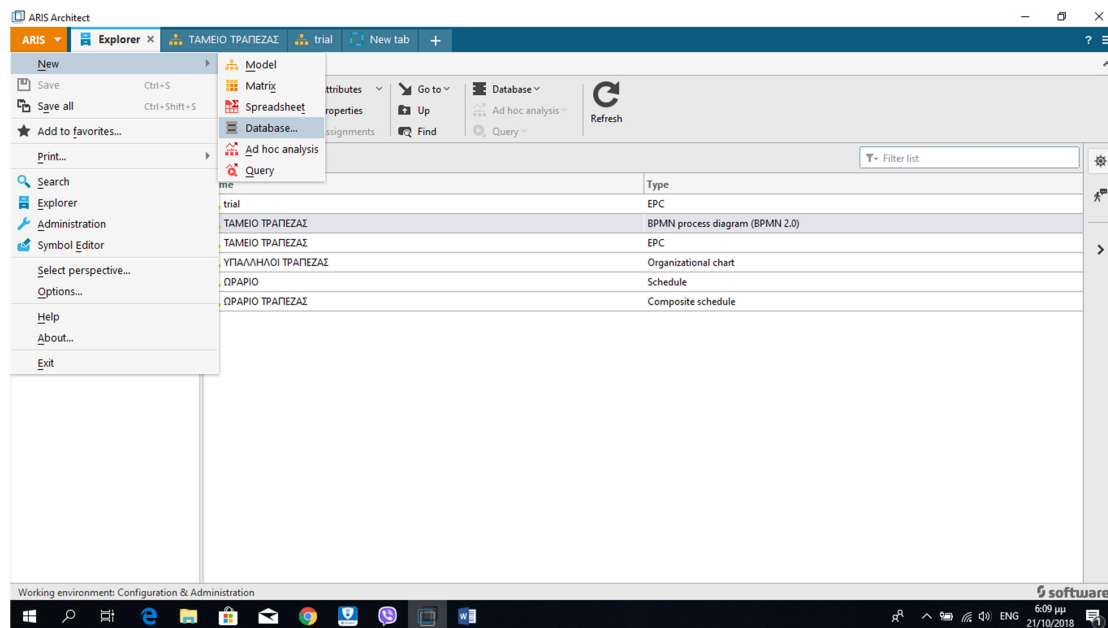 ARIS Architect
ARIS Explorer ΤΑΜΕΙΟ ΤΡΑΠΕΖΑΣ trial New tab +
New
Save Ctrl+S
Save all Ctrl+Shift+S
Add to favorites...
Print...
Search
Explorer
Administration
Symbol Editor
Select perspective...
Options...
Help
About...
Exit
Model
Matrix
Spreadsheet
Database...
Ad hoc analysis
Query
ttributes Go to Database
roperties Up Ad hoc analysis
ssignments Find Query
Refresh
Filter list
me Type
trial EPC
ΤΑΜΕΙΟ ΤΡΑΠΕΖΑΣ BPMN process diagram (BPMN 2.0)
ΤΑΜΕΙΟ ΤΡΑΠΕΖΑΣ EPC
ΥΠΑΛΛΗΛΟΙ ΤΡΑΠΕΖΑΣ Organizational chart
ΩΡΑΡΙΟ Schedule
ΩΡΑΡΙΟ ΤΡΑΠΕΖΑΣ Composite schedule
Working environment: Configuration & Administration
software
ENG 6:09 μμ
21/10/2018